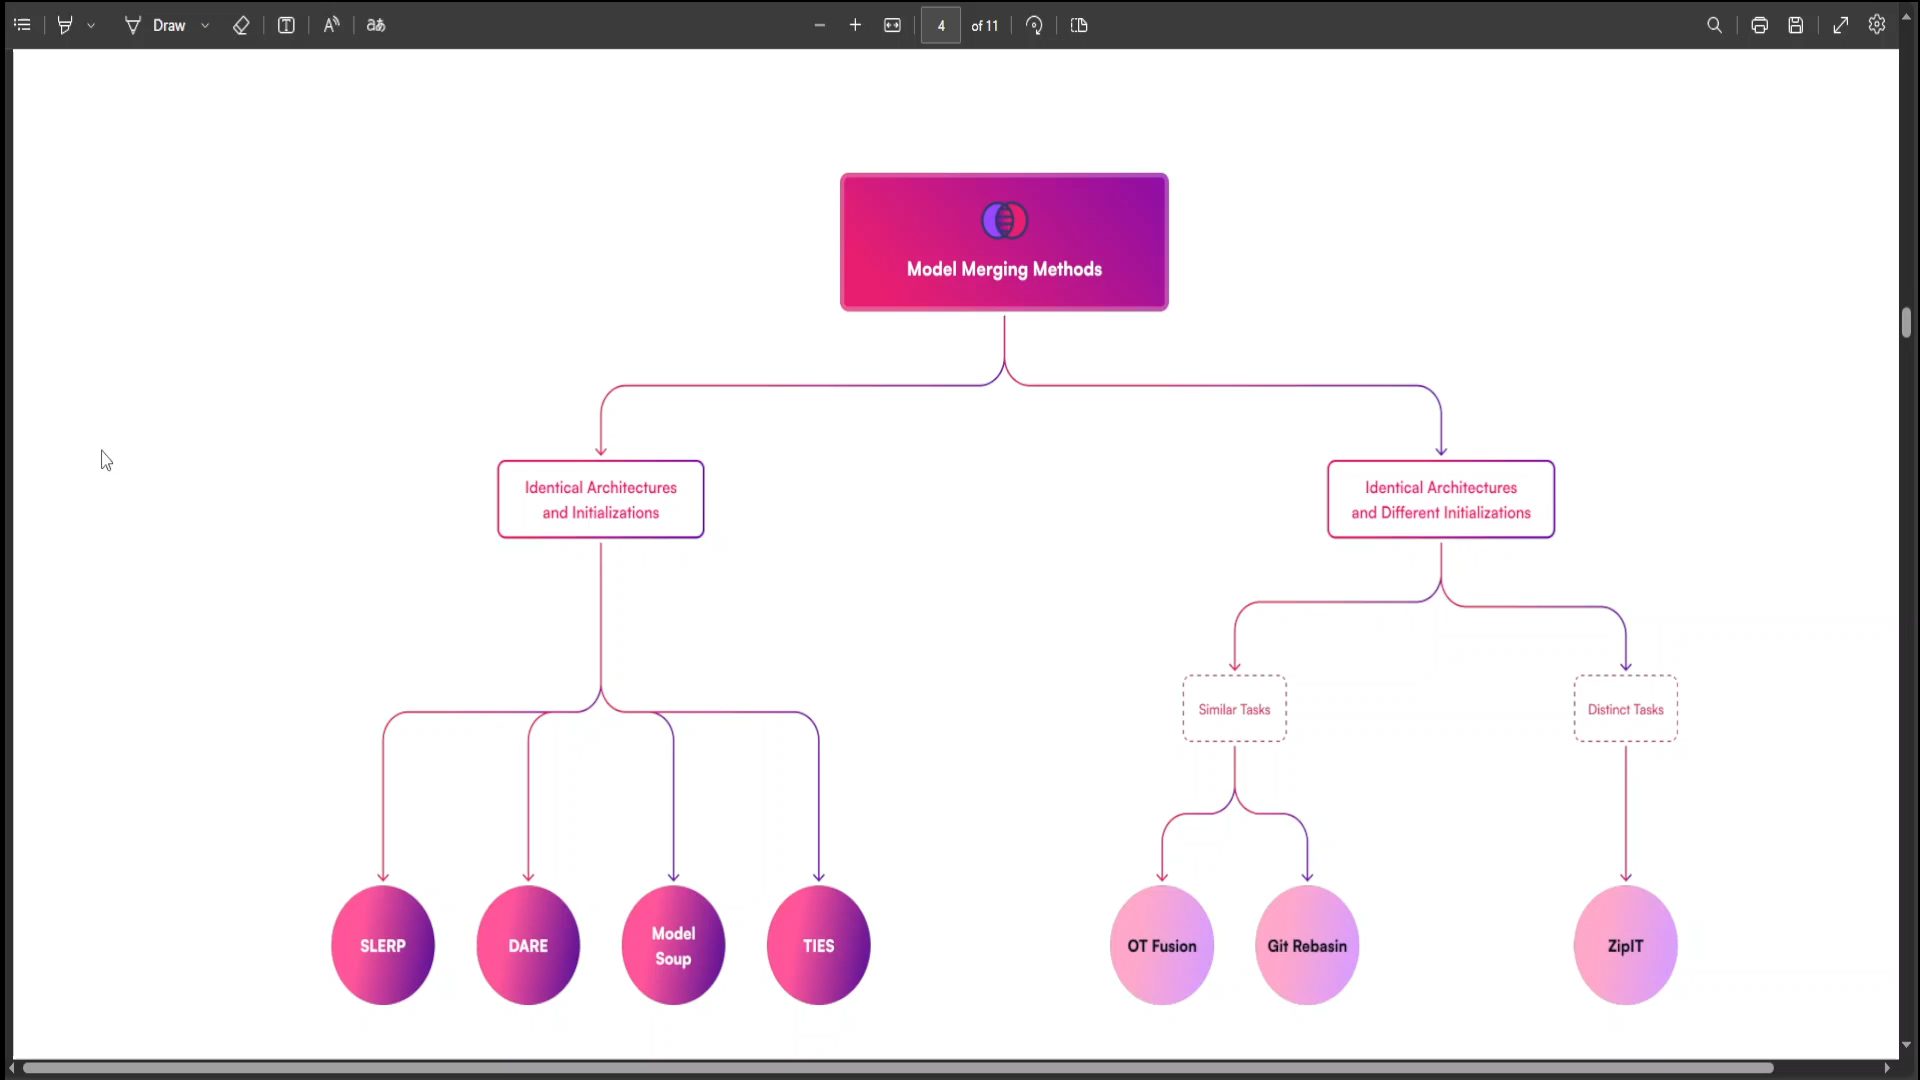 Draw
4 of 11
Model Merging Methods
Identical Architectures
and Initializations
Identical Architectures
and Different Initializations
Similar Tasks
Distinct Tasks
SLERP
DARE
Model
Soup
TIES
OT Fusion
Git Rebasin
ZipIT